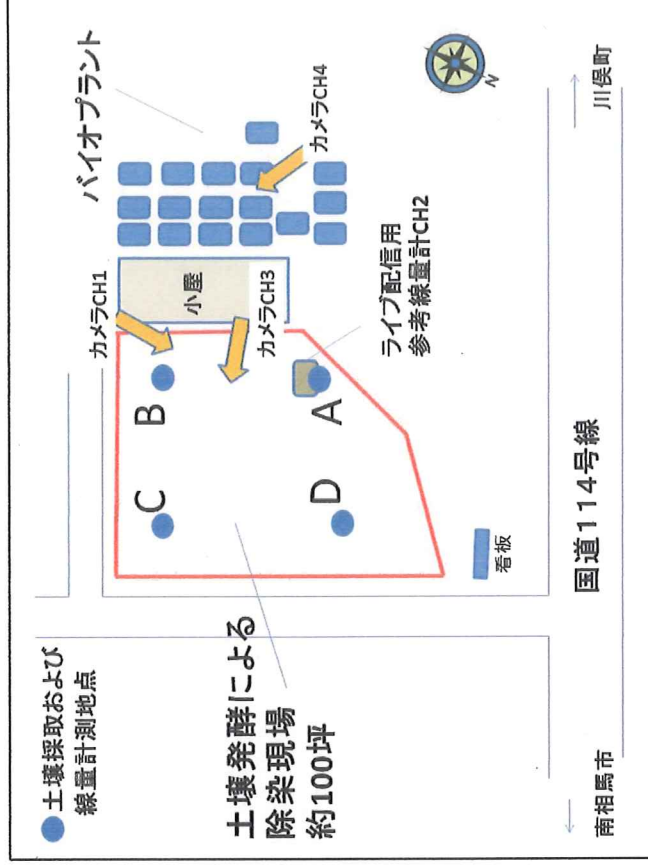 土壌採取および
線量計測地点
土壌発酵による
除染現場
約100坪
C
B
D
A
カメラCH1
小屋
カメラCH3
バイオプラント
カメラCH4
ライブ配信用
参考線量計CH2
N
看板
国道114号線
南相馬市
川俣町